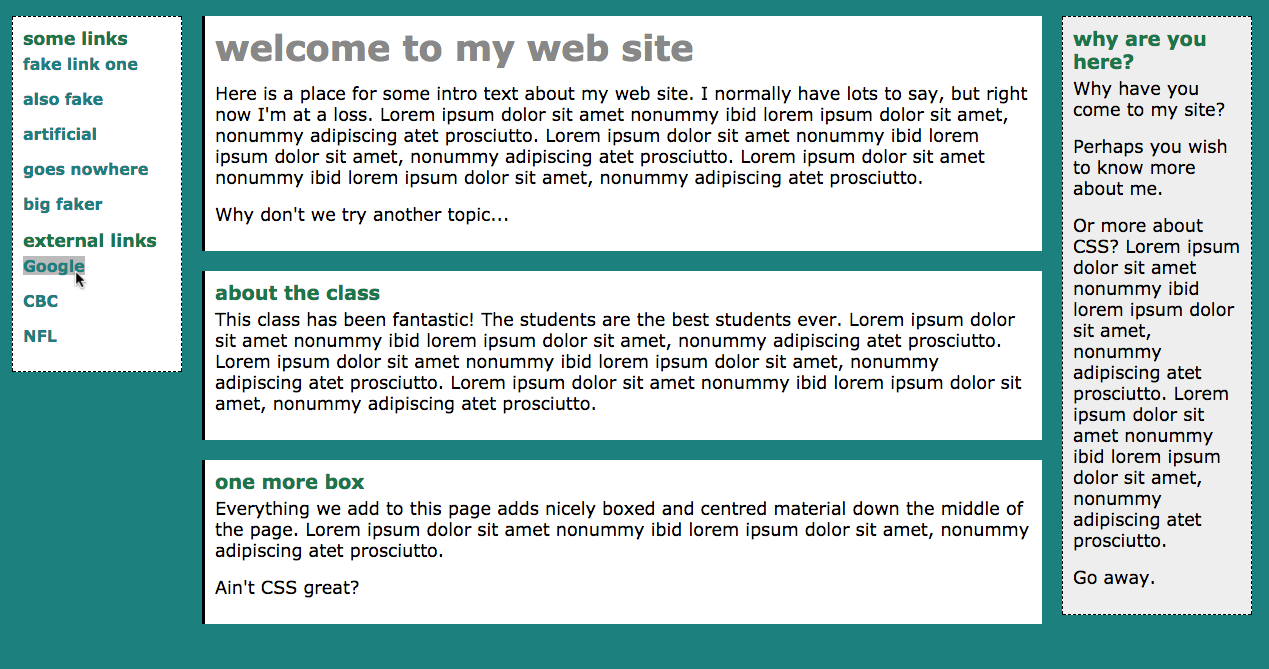 some links
fake link one
also fake
artificial
goes nowhere
big faker
external links
Google
CBC
NFL
welcome to my web site
Here is a place for some intro text about my web site. I normally have lots to say, but right
now I'm at a loss. Lorem ipsum dolor sit amet nonummy ibid lorem ipsum dolor sit amet,
nonummy adipiscing atet prosciutto. Lorem ipsum dolor sit amet nonummy ibid lorem
ipsum dolor sit amet, nonummy adipiscing atet prosciutto. Lorem ipsum dolor sit amet
nonummy ibid lorem ipsum dolor sit amet, nonummy adipiscing atet prosciutto.
Why don't we try another topic...
about the class
This class has been fantastic! The students are the best students ever. Lorem ipsum dolor
sit amet nonummy ibid lorem ipsum dolor sit amet, nonummy adipiscing atet prosciutto.
Lorem ipsum dolor sit amet nonummy ibid lorem ipsum dolor sit amet, nonummy
adipiscing atet prosciutto. Lorem ipsum dolor sit amet nonummy ibid lorem ipsum dolor sit
amet, nonummy adipiscing atet prosciutto.
one more box
Everything we add to this page adds nicely boxed and centred material down the middle of
the page. Lorem ipsum dolor sit amet nonummy ibid lorem ipsum dolor sit amet, nonummy
adipiscing atet prosciutto.
Ain't CSS great?
why are you
here?
Why have you
come to my site?
Perhaps you wish
to know more
about me.
Or more about
CSS? Lorem ipsum
dolor sit amet
nonummy ibid
lorem ipsum dolor
sit amet,
nonummy
adipiscing atet
prosciutto. Lorem
ipsum dolor sit
amet nonummy
ibid lorem ipsum
dolor sit amet,
nonummy
adipiscing atet
prosciutto.
Go away.